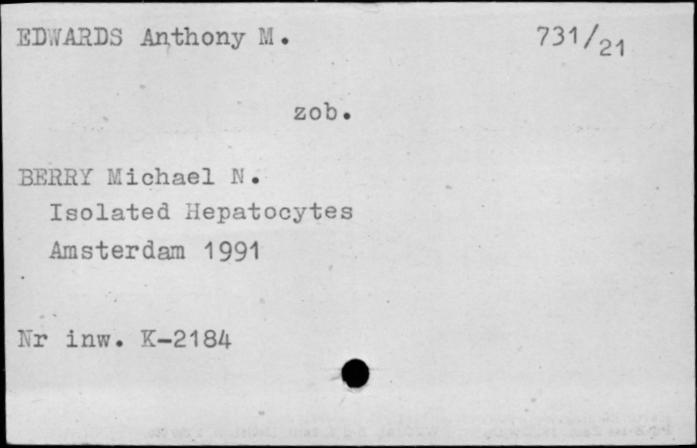 EDWARDS Anthony M. 731/21
zob.
BERRY Michael N.
Isolated Hepatocytes
Amsterdam 1991
Nr inw. K-2184